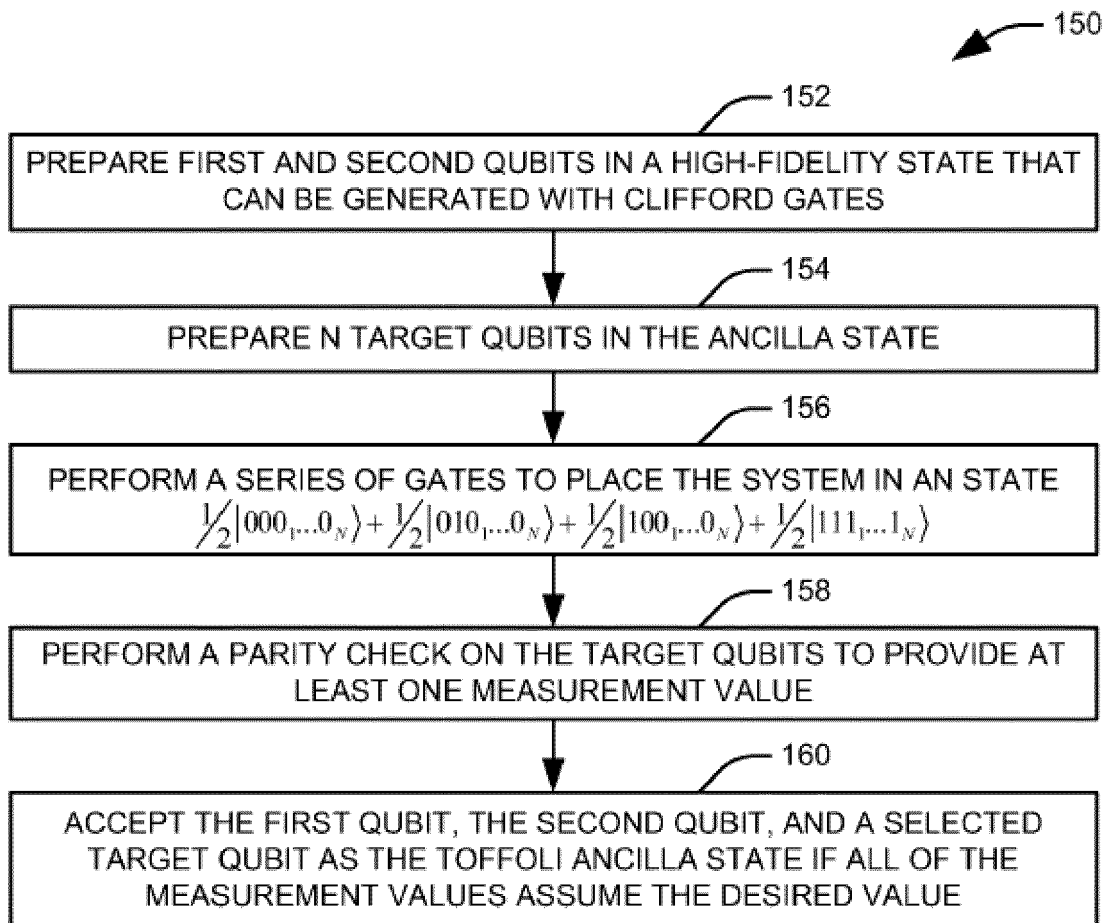 150
152
PREPARE FIRST AND SECOND QUBITS IN A HIGH-FIDELITY STATE THAT
CAN BE GENERATED WITH CLIFFORD GATES
154
PREPARE N TARGET QUBITS IN THE ANCILLA STATE
156
PERFORM A SERIES OF GATES TO PLACE THE SYSTEM IN AN STATE
1/2|000₁...0_N⟩ + 1/2|010₁...0_N⟩ + 1/2|100₁...0_N⟩ + 1/2|111₁...1_N⟩
158
PERFORM A PARITY CHECK ON THE TARGET QUBITS TO PROVIDE AT
LEAST ONE MEASUREMENT VALUE
160
ACCEPT THE FIRST QUBIT, THE SECOND QUBIT, AND A SELECTED
TARGET QUBIT AS THE TOFFOLI ANCILLA STATE IF ALL OF THE
MEASUREMENT VALUES ASSUME THE DESIRED VALUE